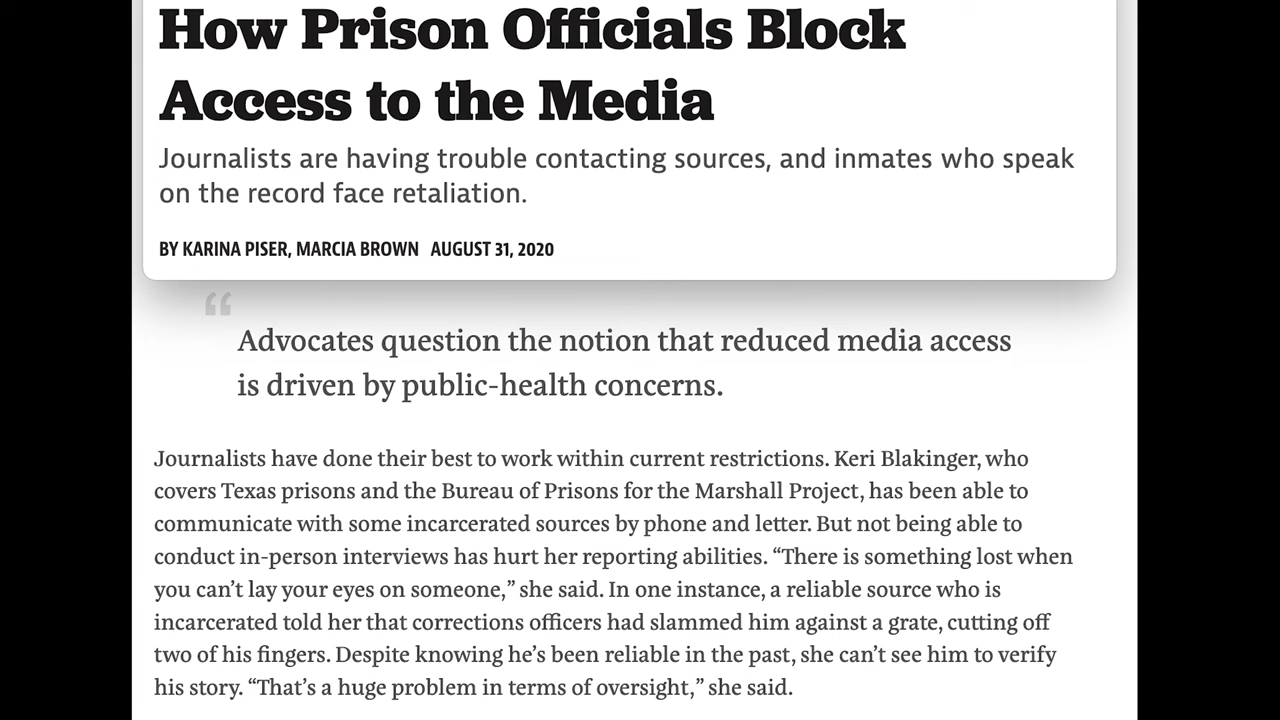 How Prison Officials Block
Access to the Media
Journalists are having trouble contacting sources, and inmates who speak
on the record face retaliation.
BY KARINA PISER, MARCIA BROWN AUGUST 31, 2020
“
Advocates question the notion that reduced media access
is driven by public-health concerns.
Journalists have done their best to work within current restrictions. Keri Blakinger, who
covers Texas prisons and the Bureau of Prisons for the Marshall Project, has been able to
communicate with some incarcerated sources by phone and letter. But not being able to
conduct in-person interviews has hurt her reporting abilities. “There is something lost when
you can’t lay your eyes on someone,” she said. In one instance, a reliable source who is
incarcerated told her that corrections officers had slammed him against a grate, cutting off
two of his fingers. Despite knowing he’s been reliable in the past, she can’t see him to verify
his story. “That’s a huge problem in terms of oversight,” she said.